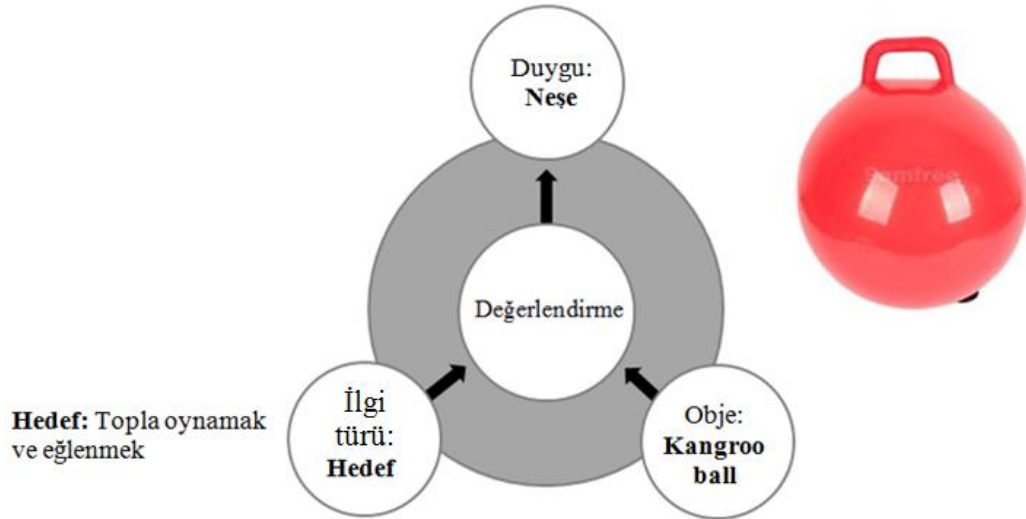 Duygu:
Neşe
Değerlendirme
Hedef: Topla oynamak
ve eğlenmek
İlgi
türü:
Hedef
Obje:
Kangroo
ball